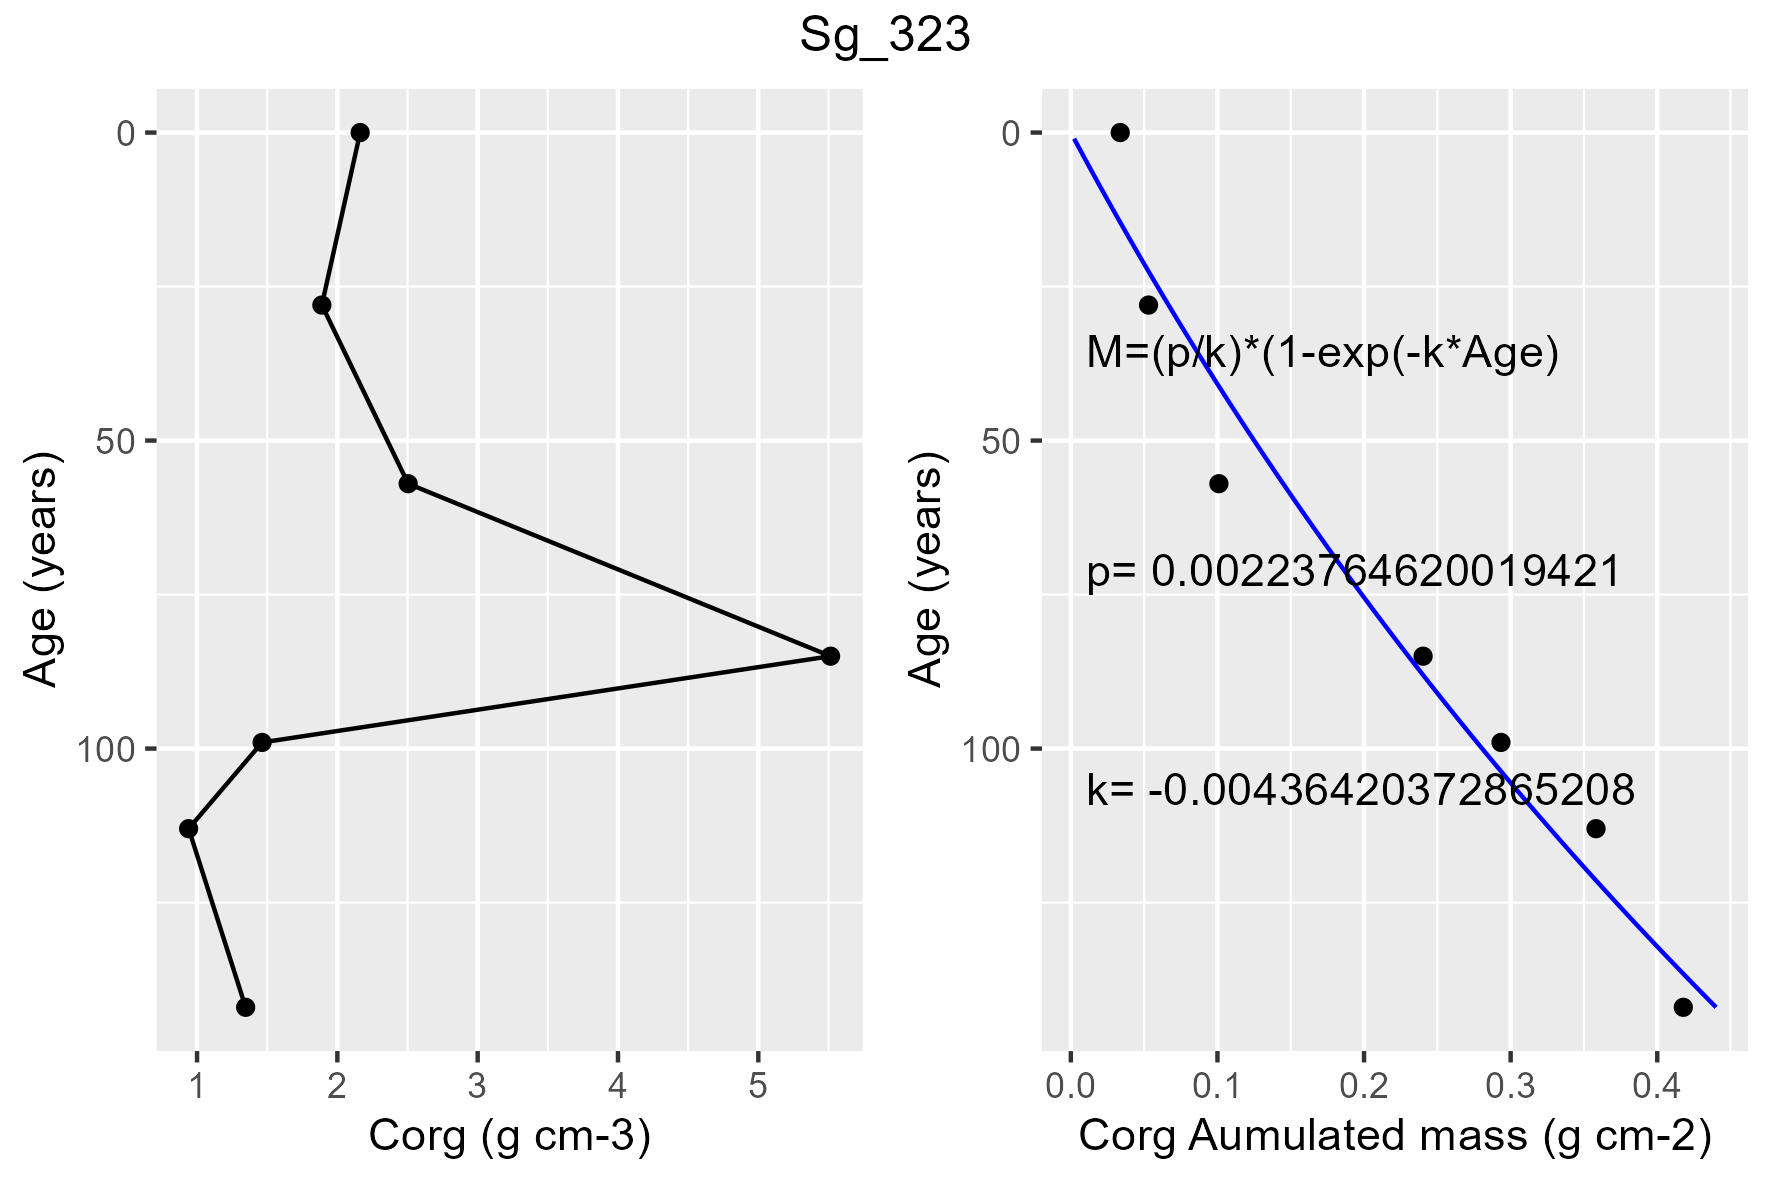 Sg_323
0
50
100
Age (years)
1 2 3 4 5
Corg (g cm-3)
0
50
100
Age (years)
M=(p/k)*(1-exp(-k*Age)
p= 0.00223764620019421
k= -0.00436420372865208
0.0 0.1 0.2 0.3 0.4
Corg Aumulated mass (g cm-2)